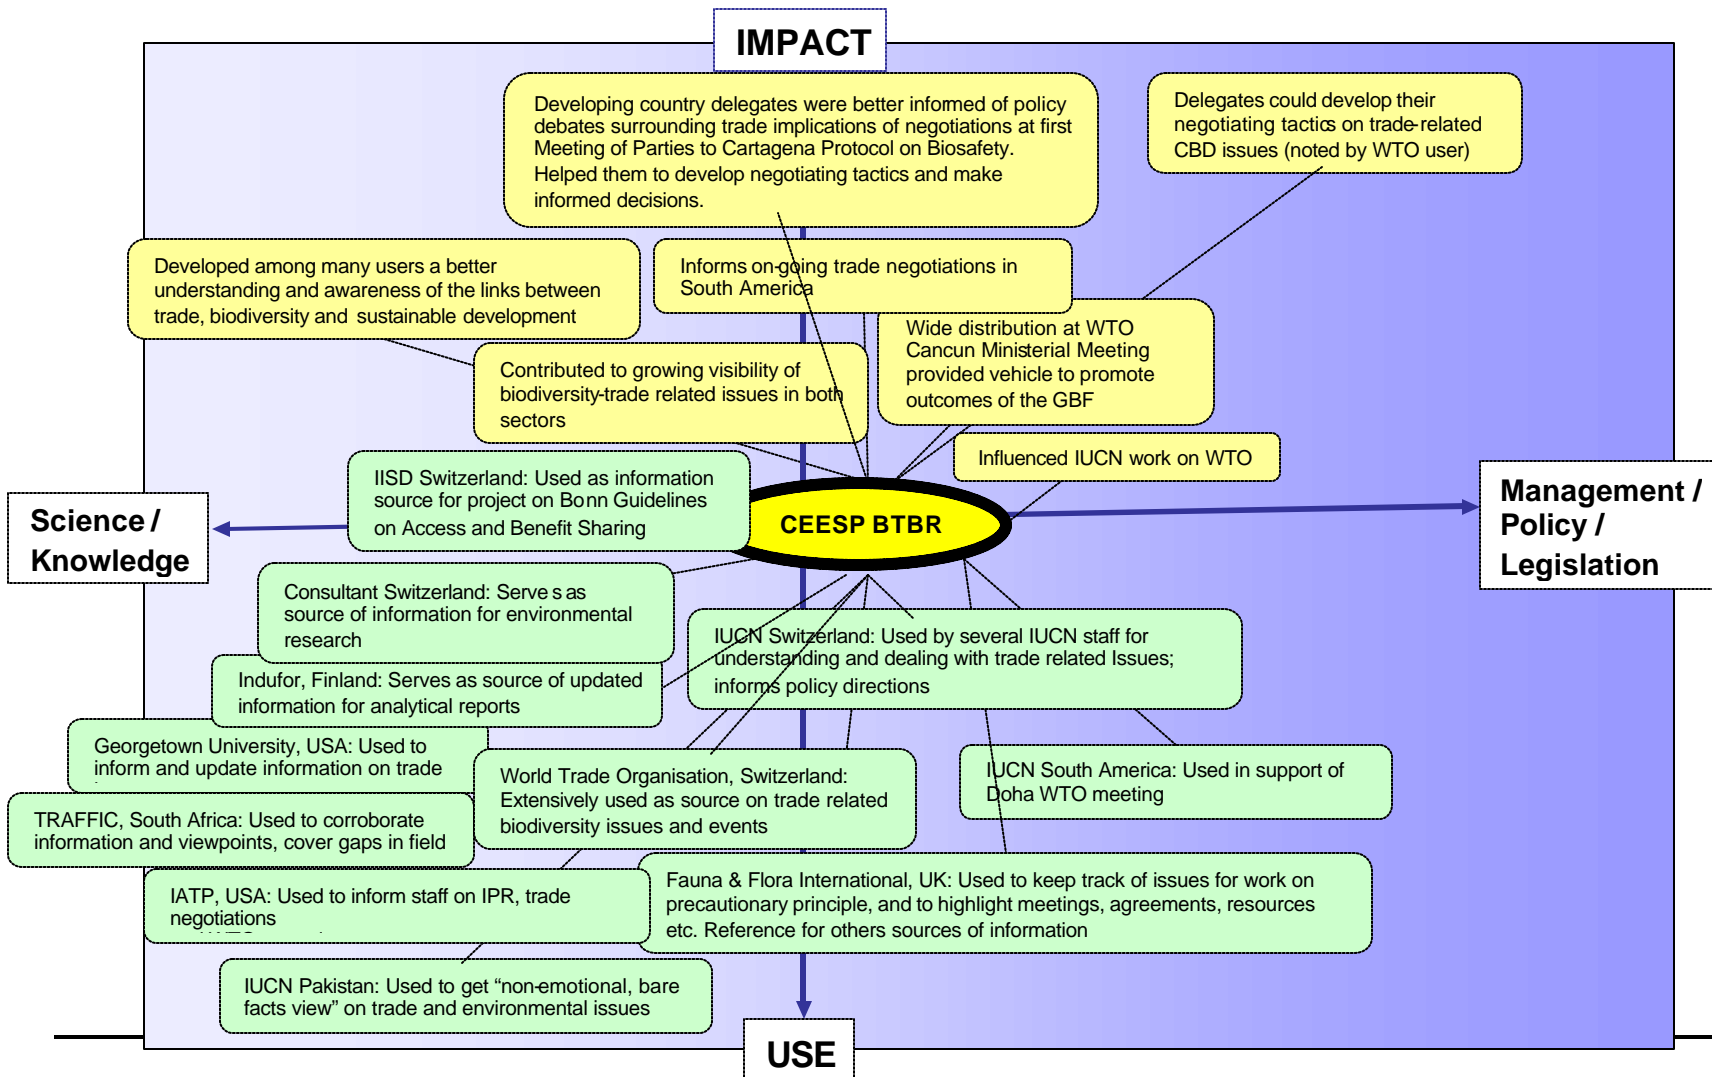 IMPACT
Developing country delegates were better informed of policy
debates surrounding trade implications of negotiations at first
Meeting of Parties to Cartagena Protocol on Biosafety.
Helped them to develop negotiating tactics and make
informed decisions.
Delegates could develop their
negotiating tactics on trade-related
CBD issues (noted by WTO user)
Developed among many users a better
understanding and awareness of the links between
trade, biodiversity and sustainable development
Informs on-going trade negotiations in
South America
Wide distribution at WTO
Cancun Ministerial Meeting
provided vehicle to promote
outcomes of the GBF
Contributed to growing visibility of
biodiversity-trade related issues in both
sectors
Influenced IUCN work on WTO
IISD Switzerland: Used as information
source for project on Bonn Guidelines
on Access and Benefit Sharing
CEESP BTBR
Science /
Knowledge
Management /
Policy /
Legislation
Consultant Switzerland: Serves as
source of information for environmental
research
IUCN Switzerland: Used by several IUCN staff for
understanding and dealing with trade related Issues;
informs policy directions
Indufor, Finland: Serves as source of updated
information for analytical reports
Georgetown University, USA: Used to
inform and update information on trade
World Trade Organisation, Switzerland:
Extensively used as source on trade related
biodiversity issues and events
IUCN South America: Used in support of
Doha WTO meeting
TRAFFIC, South Africa: Used to corroborate
information and viewpoints, cover gaps in field
Fauna & Flora International, UK: Used to keep track of issues for work on
precautionary principle, and to highlight meetings, agreements, resources
etc. Reference for others sources of information
IATP, USA: Used to inform staff on IPR, trade
negotiations
IUCN Pakistan: Used to get “non-emotional, bare
facts view” on trade and environmental issues
USE